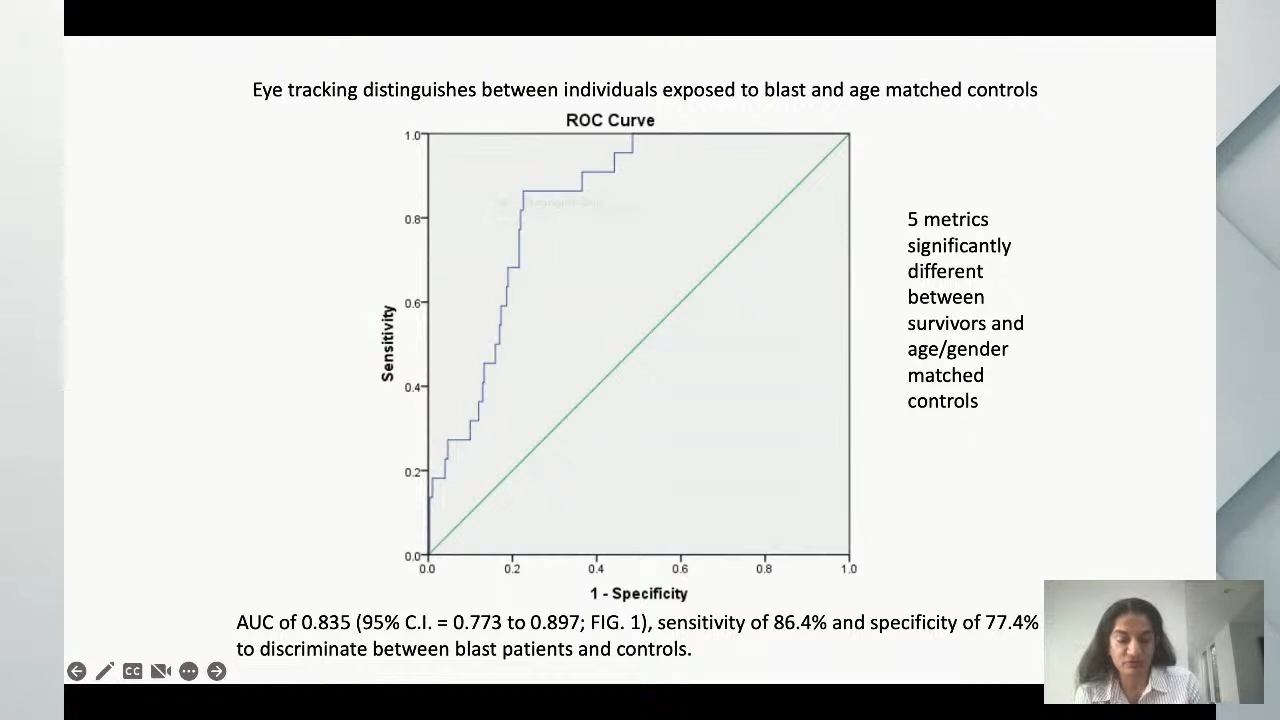 Eye tracking distinguishes between individuals exposed to blast and age matched controls
ROC Curve
1.0
0.8
0.6
0.4
0.2
0.0
Sensitivity
0.0 0.2 0.4 0.6 0.8 1.0
1 - Specificity
5 metrics
significantly
different
between
survivors and
age/gender
matched
controls
AUC of 0.835 (95% C.I. = 0.773 to 0.897; FIG. 1), sensitivity of 86.4% and specificity of 77.4%
to discriminate between blast patients and controls.
CC